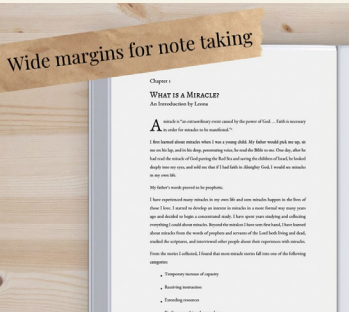 Wide margins for note taking
Chapter 1
WHAT IS A MIRACLE?
An Introduction by Leona
A miracle is "an extraordinary event caused by the power of God. . . Faith is necessary
in order for miracles to be manifested."¹
I first learned about miracles when I was a young child. My father would pick me up, sit
me on his lap, and in his deep, penetrating voice, he read the Bible to me. One day, after he
had read the miracle of God parting the Red Sea and saving the children of Israel, he looked
deeply into my eyes, and told me that if I had faith in Almighty God, I would see miracles
in my own life.
My father's words proved to be prophetic.
I have experienced many miracles in my own life and seen miracles happen in the lives of
those I love. I started to develop an interest in miracles in a more formal way many years
ago and decided to begin a concentrated study. I have spent years studying and collecting
everything I could about miracles. Beyond the miracles I have seen first-hand, I have learned
about miracles from the words of prophets and servants of the Lord both living and dead,
studied the scriptures, and interviewed other people about their experiences with miracles.
From the stories I collected, I found that most miracle stories fall into one of the following
categories:
• Temporary increase of capacity
• Receiving instruction
• Extending resources